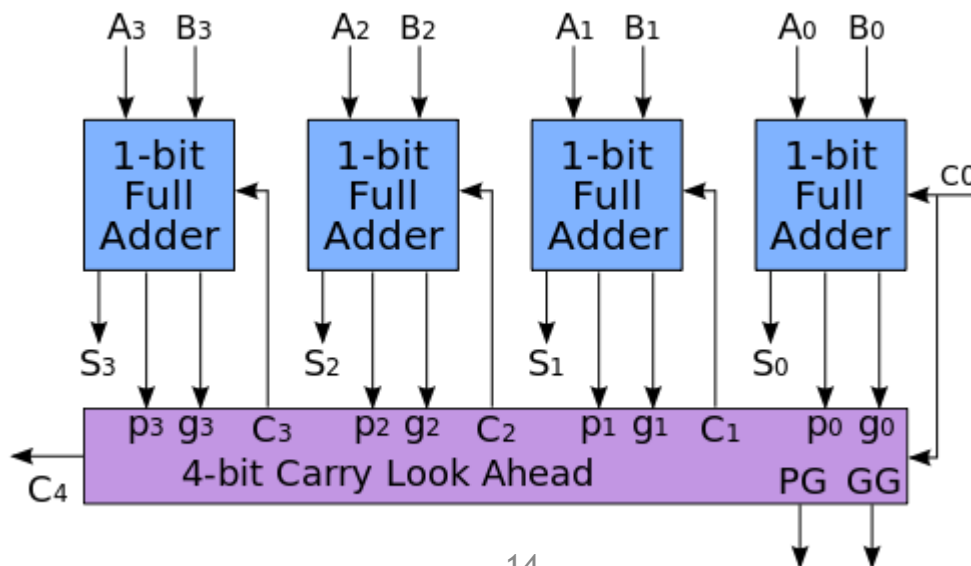 A3 B3 A2 B2 A1 B1 A0 B0
1-bit Full Adder
1-bit Full Adder
1-bit Full Adder
1-bit Full Adder
c0
S3 S2 S1 S0
p3 g3 C3 p2 g2 C2 p1 g1 C1 p0 g0
4-bit Carry Look Ahead
PG GG
C4
14